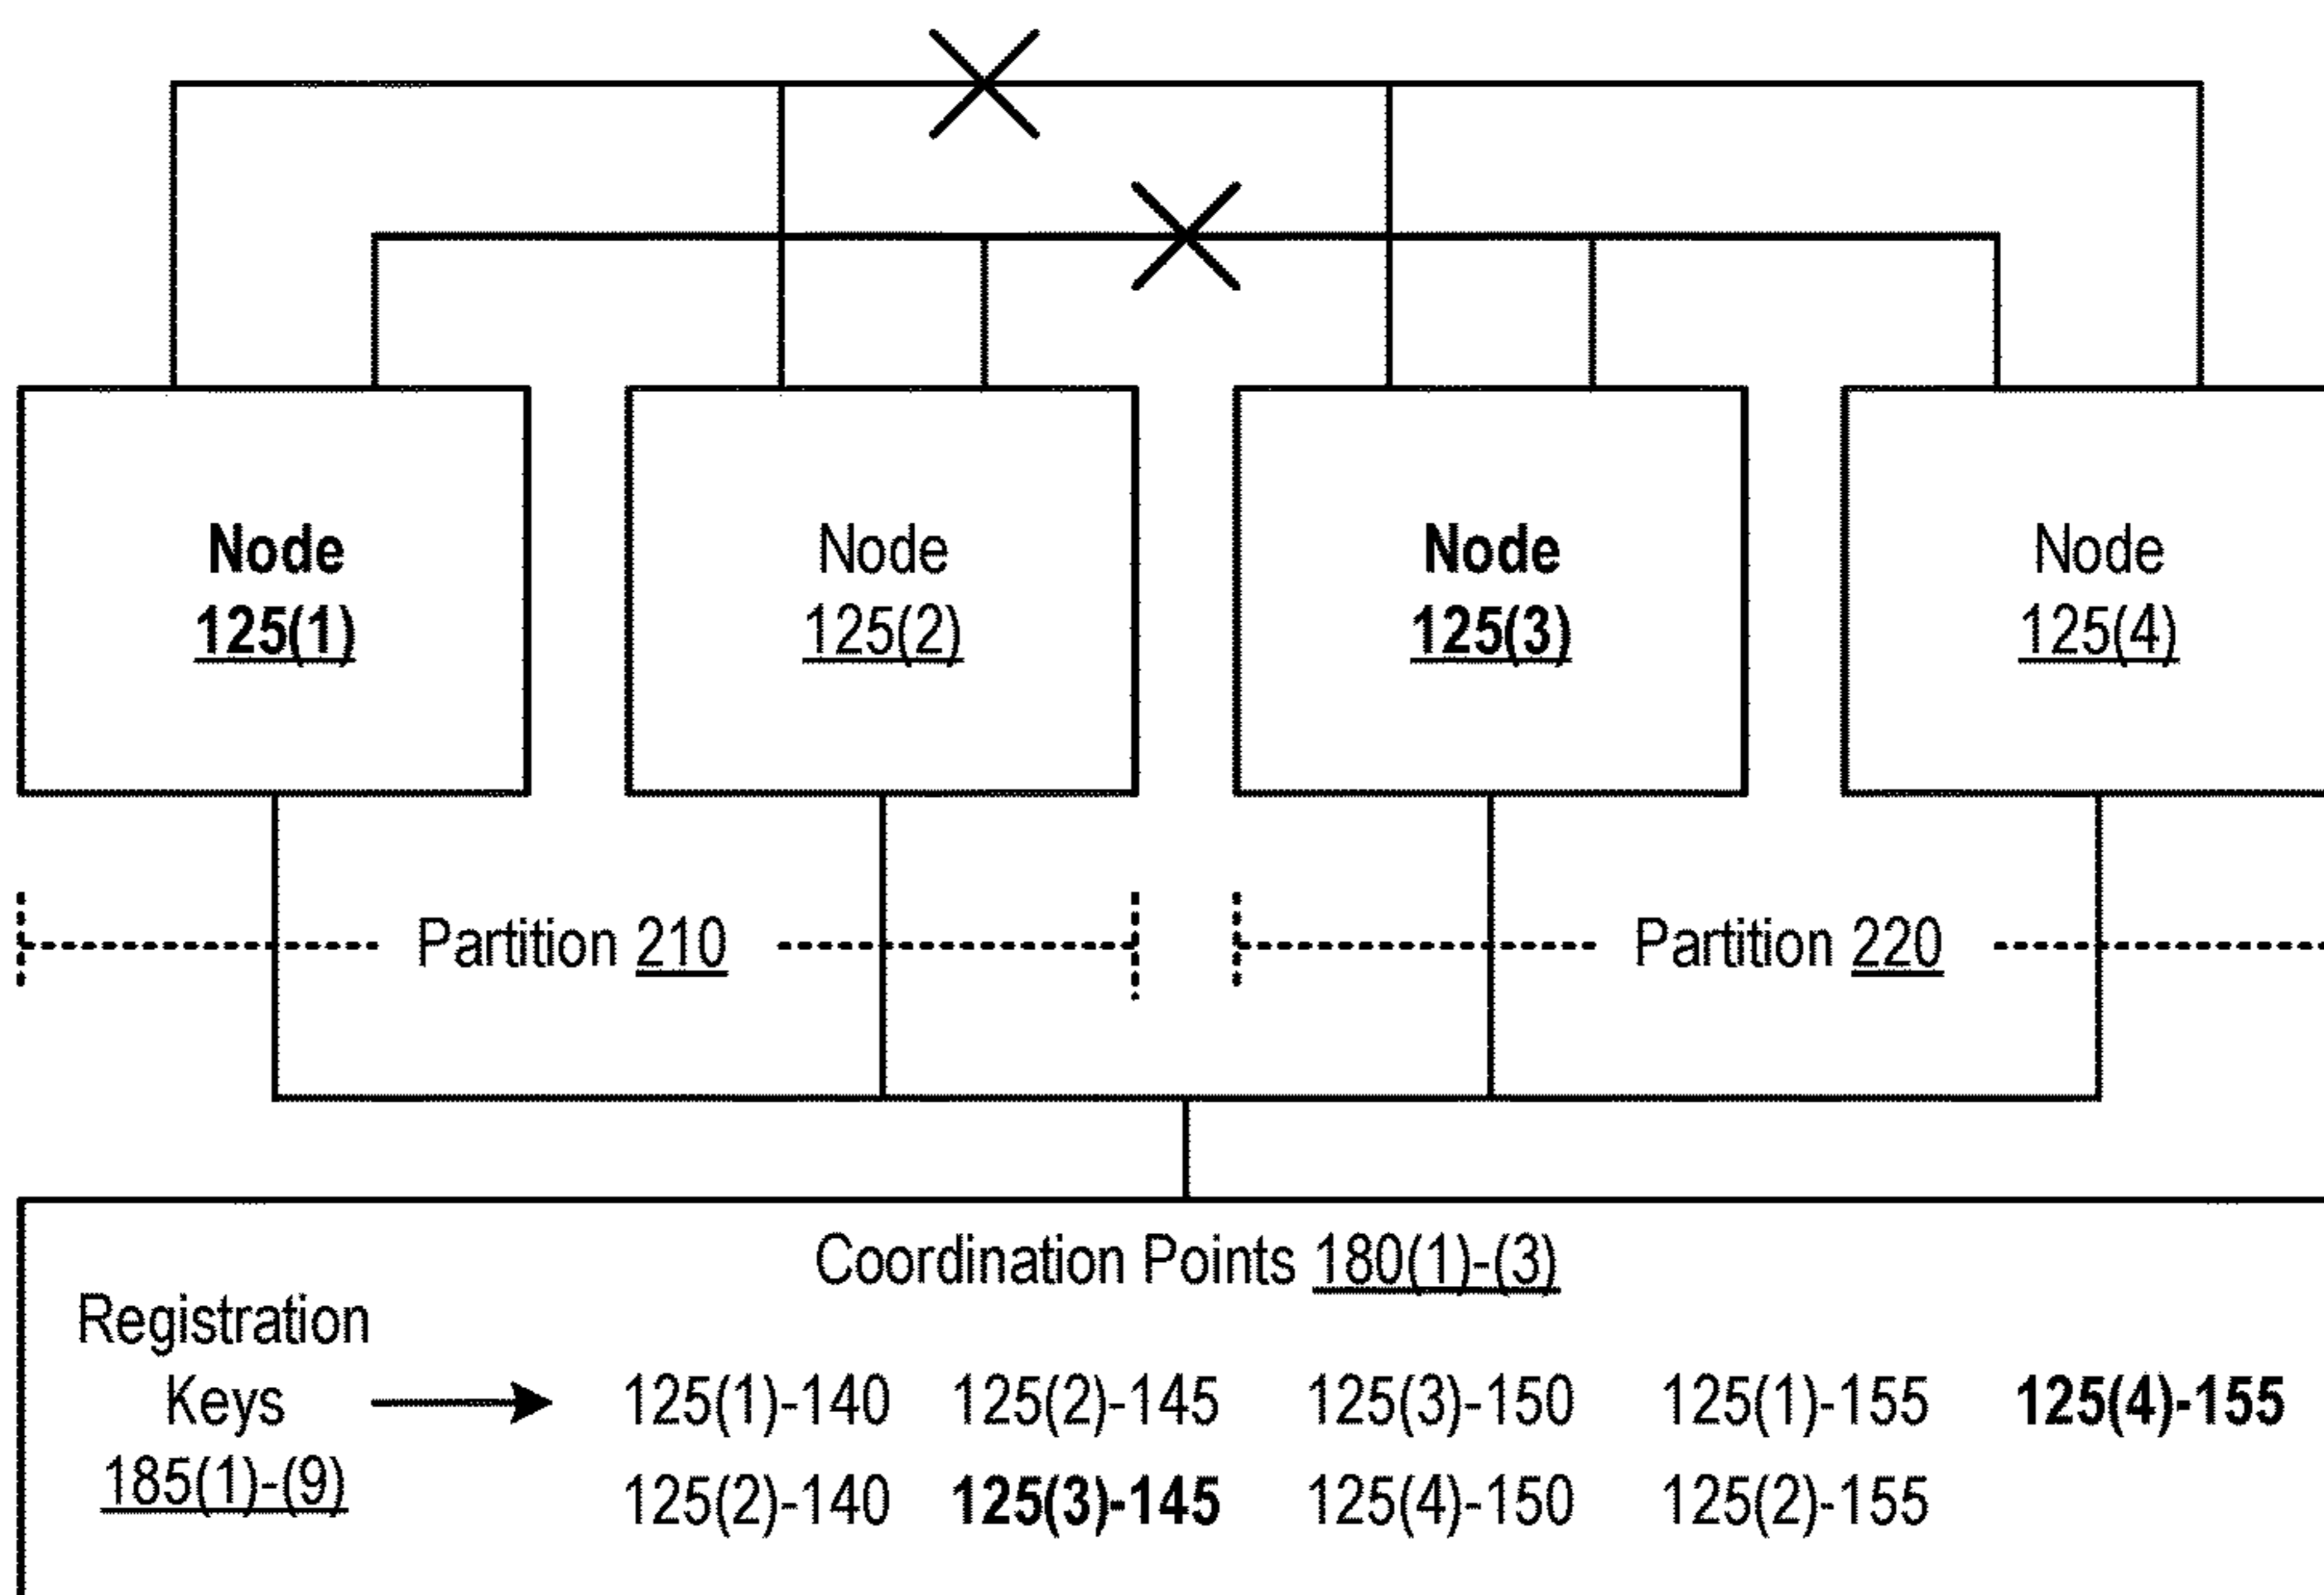 Node
125(1)
Node
125(2)
Node
125(3)
Node
125(4)
Partition 210
Partition 220
Coordination Points 180(1)-(3)
Registration
Keys
185(1)-(9)
125(1)-140 125(2)-145 125(3)-150 125(1)-155 125(4)-155
125(2)-140 125(3)-145 125(4)-150 125(2)-155